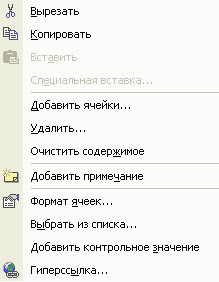 Вырезать
Копировать
Вставить
Специальная вставка...
Добавить ячейки...
Удалить...
Очистить содержимое
Добавить примечание
Формат ячеек...
Выбрать из списка...
Добавить контрольное значение
Гиперссылка...